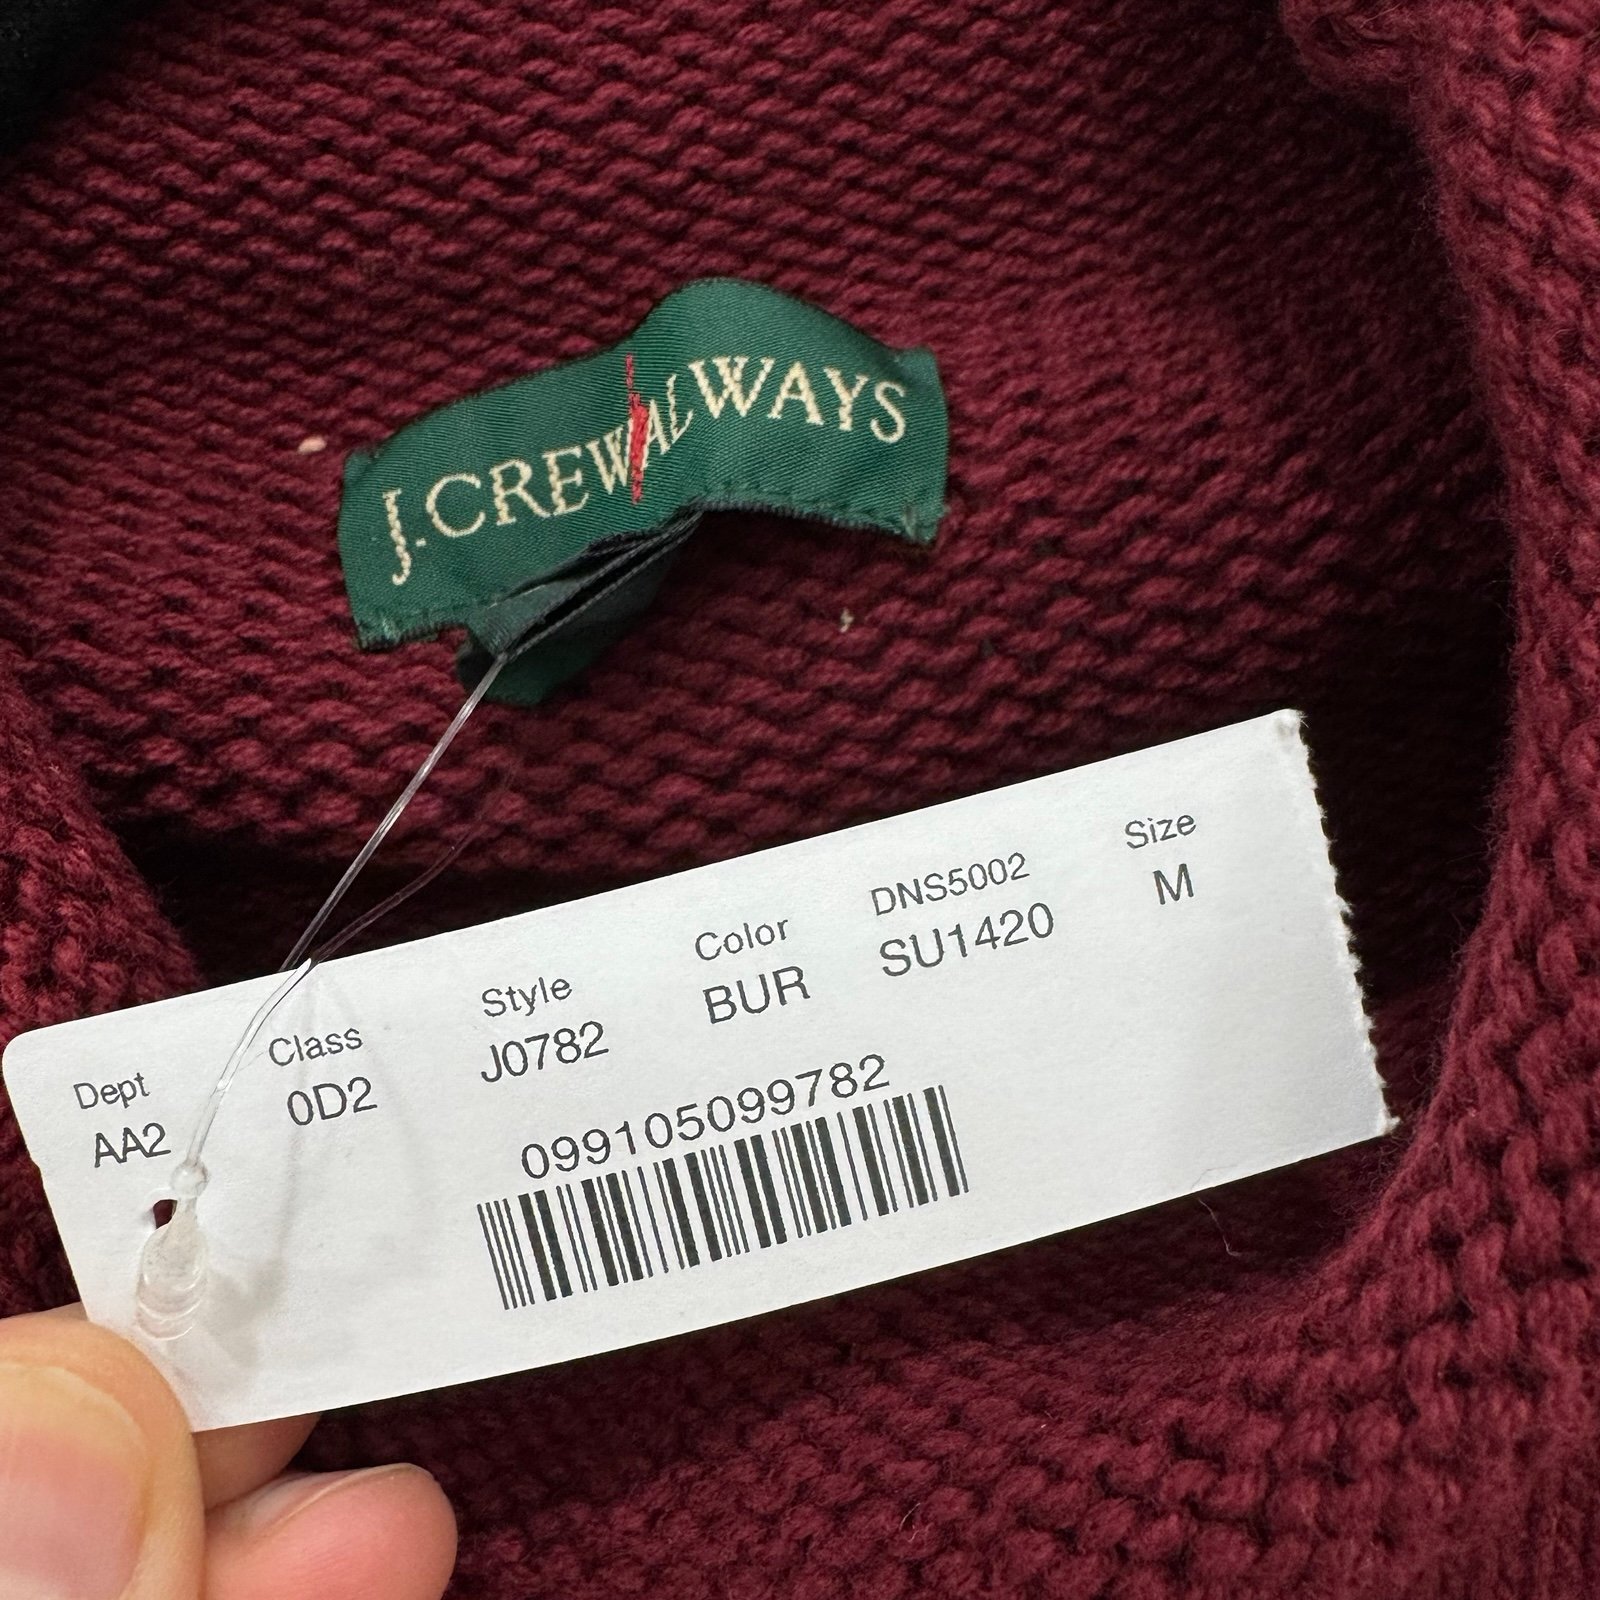 J.CREW ALWAYS
Dept Class Style Color DNS5002 Size
AA2 0D2 J0782 BUR SU1420 M
099105099782